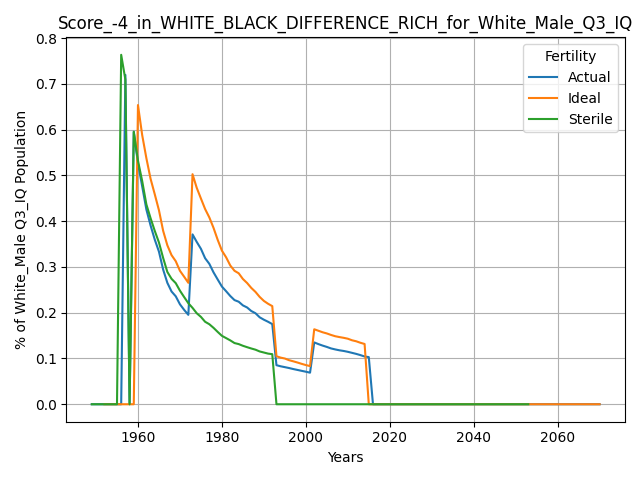 Score_-4_in_WHITE_BLACK_DIFFERENCE_RICH_for_White_Male_Q3_IQ
% of White_Male Q3_IQ Population
0.8
0.7
0.6
0.5
0.4
0.3
0.2
0.1
0.0
Fertility
Actual
Ideal
Sterile
1960
1980
2000
2020
2040
2060
Years